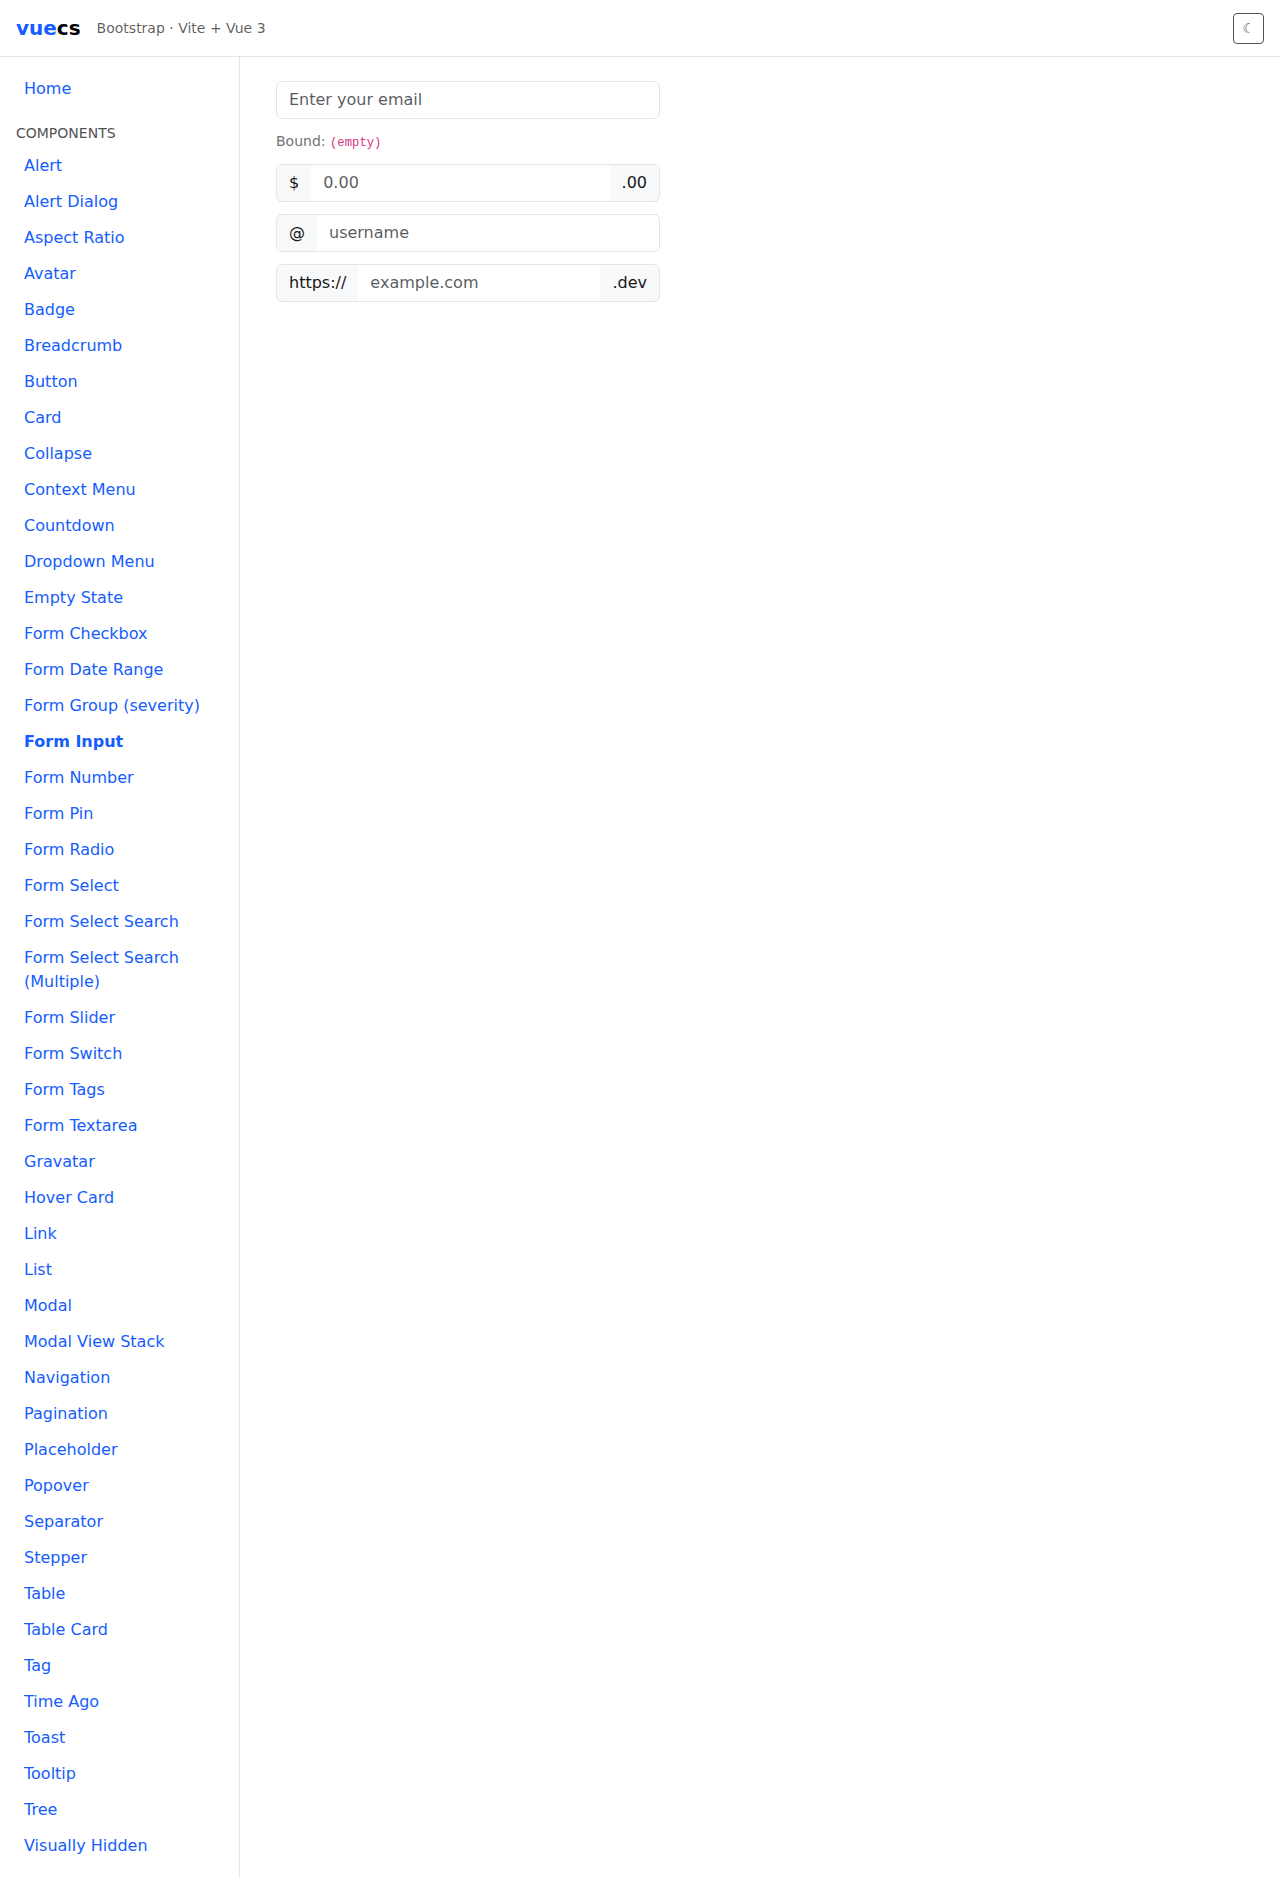 vuecs Bootstrap · Vite + Vue 3
☾
Home
COMPONENTS
Alert
Alert Dialog
Aspect Ratio
Avatar
Badge
Breadcrumb
Button
Card
Collapse
Context Menu
Countdown
Dropdown Menu
Empty State
Form Checkbox
Form Date Range
Form Group (severity)
Form Input
Form Number
Form Pin
Form Radio
Form Select
Form Select Search
Form Select Search
(Multiple)
Form Slider
Form Switch
Form Tags
Form Textarea
Gravatar
Hover Card
Link
List
Modal
Modal View Stack
Navigation
Pagination
Placeholder
Popover
Separator
Stepper
Table
Table Card
Tag
Time Ago
Toast
Tooltip
Tree
Visually Hidden
Enter your email
Bound: (empty)
$ 0.00 .00
@ username
https:// example.com .dev